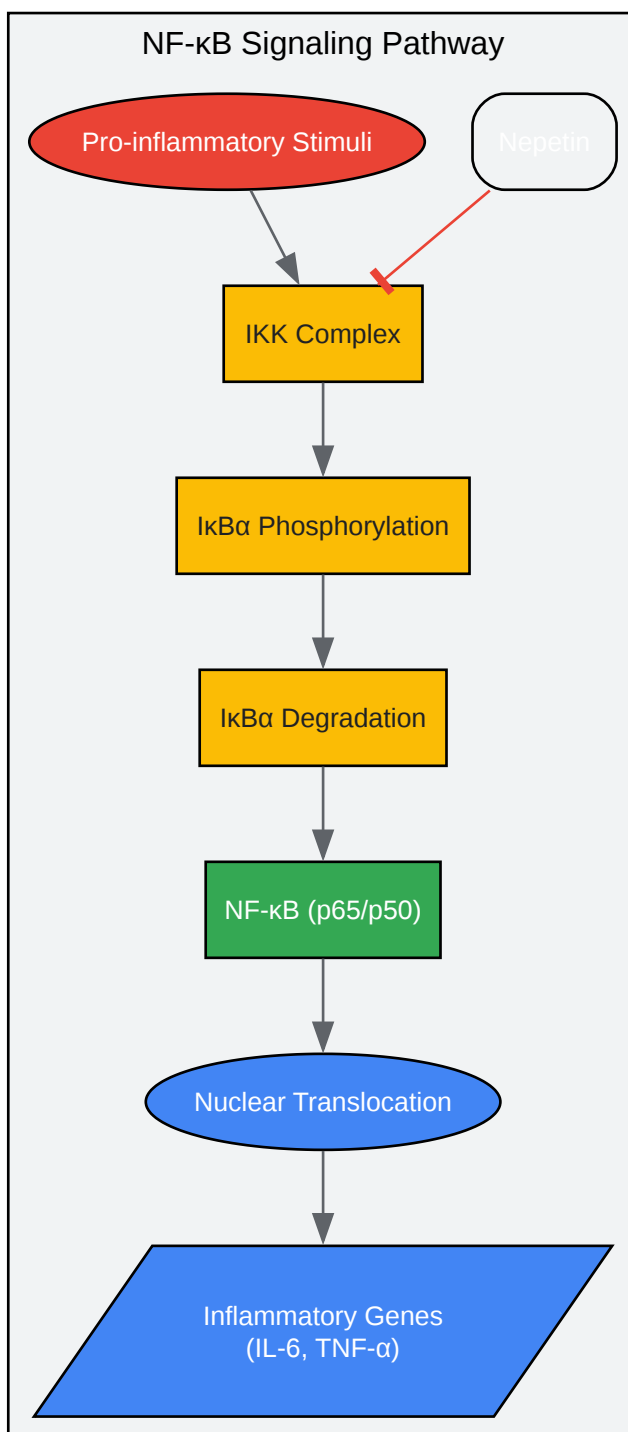 NF-κB Signaling Pathway
Pro-inflammatory Stimuli
Nepetin
IKK Complex
IκBα Phosphorylation
IκBα Degradation
NF-κB (p65/p50)
Nuclear Translocation
Inflammatory Genes
(IL-6, TNF-α)